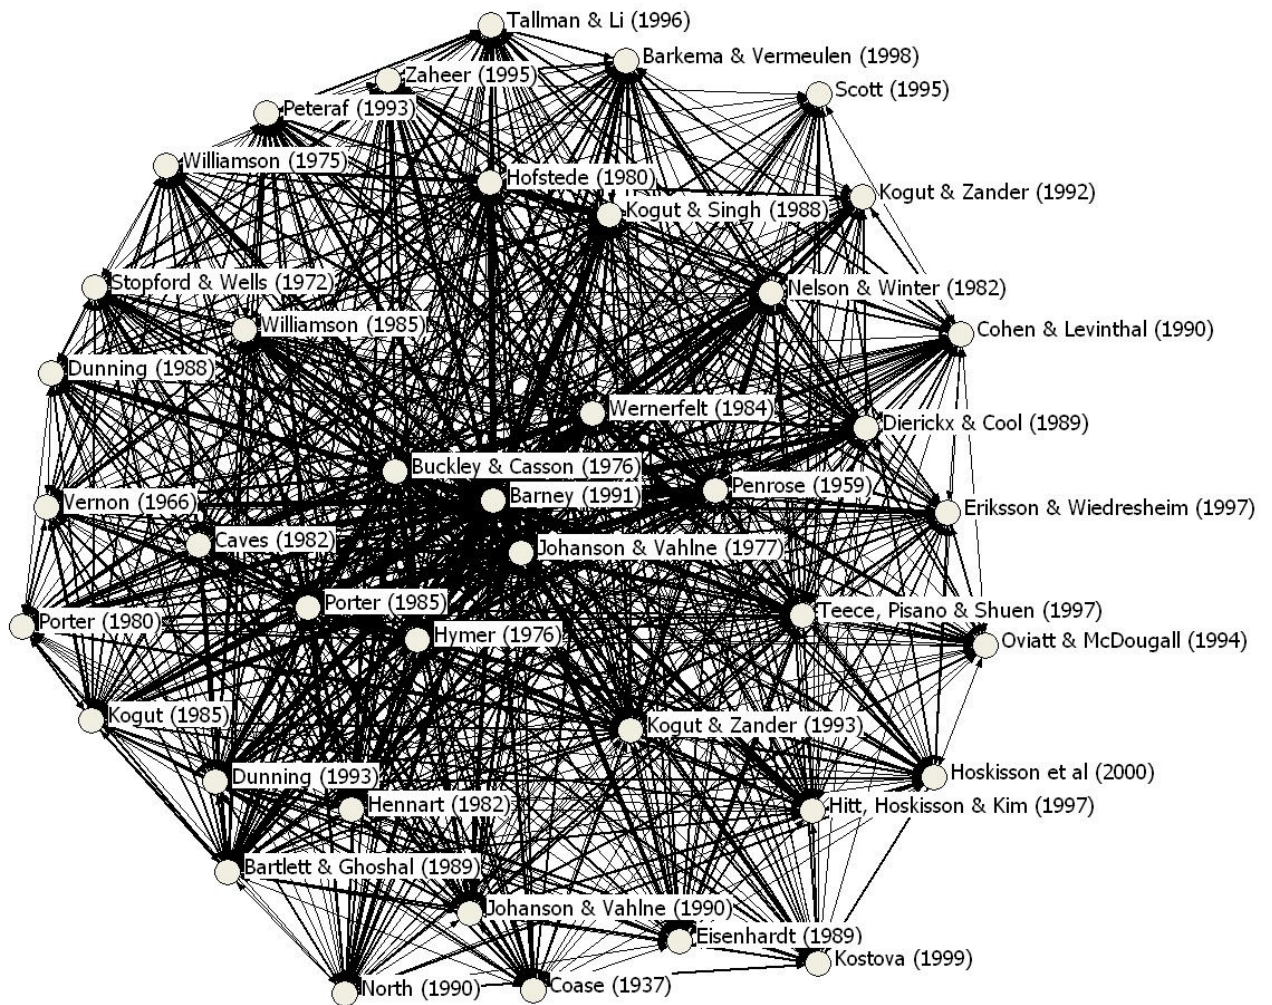 Tallman & Li (1996)
Barkema & Vermeulen (1998)
Zaheer (1995)
Scott (1995)
Peteraf (1993)
Williamson (1975)
Hofstede (1980)
Kogut & Zander (1992)
Kogut & Singh (1988)
Stopford & Wells (1972)
Nelson & Winter (1982)
Williamson (1985)
Cohen & Levinthal (1990)
Dunning (1988)
Wernerfelt (1984)
Dierickx & Cool (1989)
Buckley & Casson (1976)
Penrose (1959)
Barney (1991)
Vernon (1966)
Eriksson & Wiedresheim (1997)
Caves (1982)
Johanson & Vahlne (1977)
Porter (1985)
Teece, Pisano & Shuen (1997)
Porter (1980)
Hymer (1976)
Oviatt & McDougall (1994)
Kogut (1985)
Kogut & Zander (1993)
Dunning (1993)
Hoskisson et al (2000)
Hennart (1982)
Hitt, Hoskisson & Kim (1997)
Bartlett & Ghoshal (1989)
Johanson & Vahlne (1990)
Eisenhardt (1989)
Kostova (1999)
North (1990)
Coase (1937)